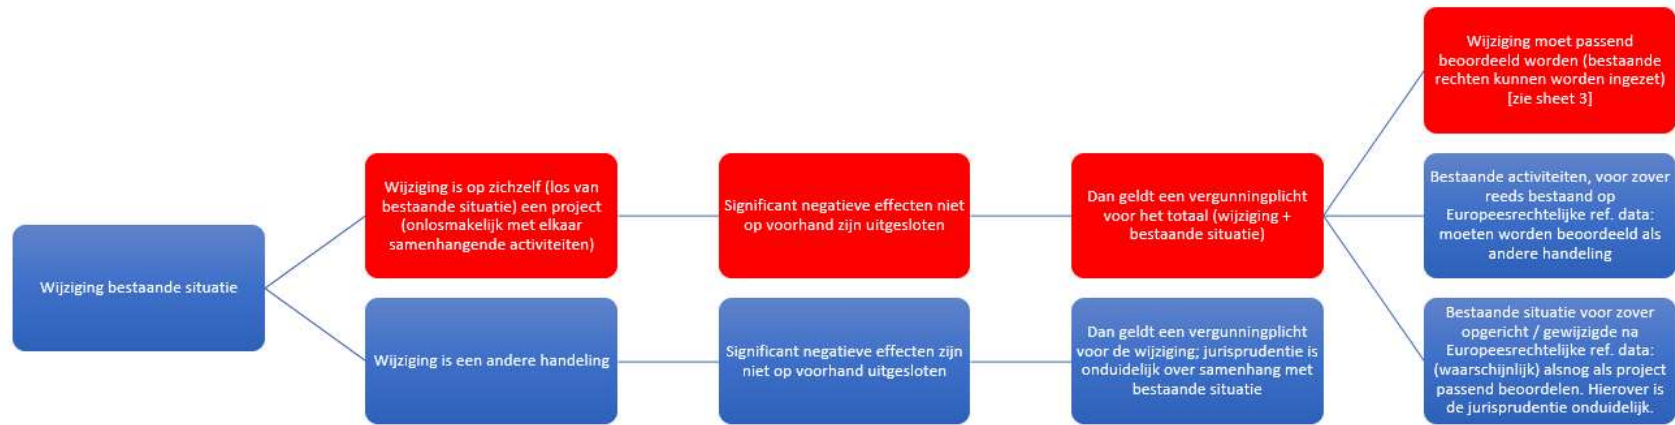 Wijziging bestaande situatie
Wijziging is op zichzelf (los van
bestaande situatie) een project
(onlosmakelijk met elkaar
samenhangende activiteiten)
Significant negatieve effecten niet
op voorhand zijn uitgesloten
Dan geldt een vergunningplicht
voor het totaal (wijziging +
bestaande situatie)
Wijziging moet passend
beoordeeld worden (bestaande
rechten kunnen worden ingezet)
[zie sheet 3]
Bestaande activiteiten, voor zover
reeds bestaand op
Europeesrechtelijke ref. data:
moeten worden beoordeeld als
andere handeling
Bestaande situatie voor zover
opgericht / gewijzigde na
Europeesrechtelijke ref. data:
(waarschijnlijk) alsnog als project
passend beoordelen. Hierover is
de jurisprudentie onduidelijk.
Wijziging is een andere handeling
Significant negatieve effecten zijn
niet op voorhand uitgesloten
Dan geldt een vergunningplicht
voor de wijziging; jurisprudentie is
onduidelijk over samenhang met
bestaande situatie